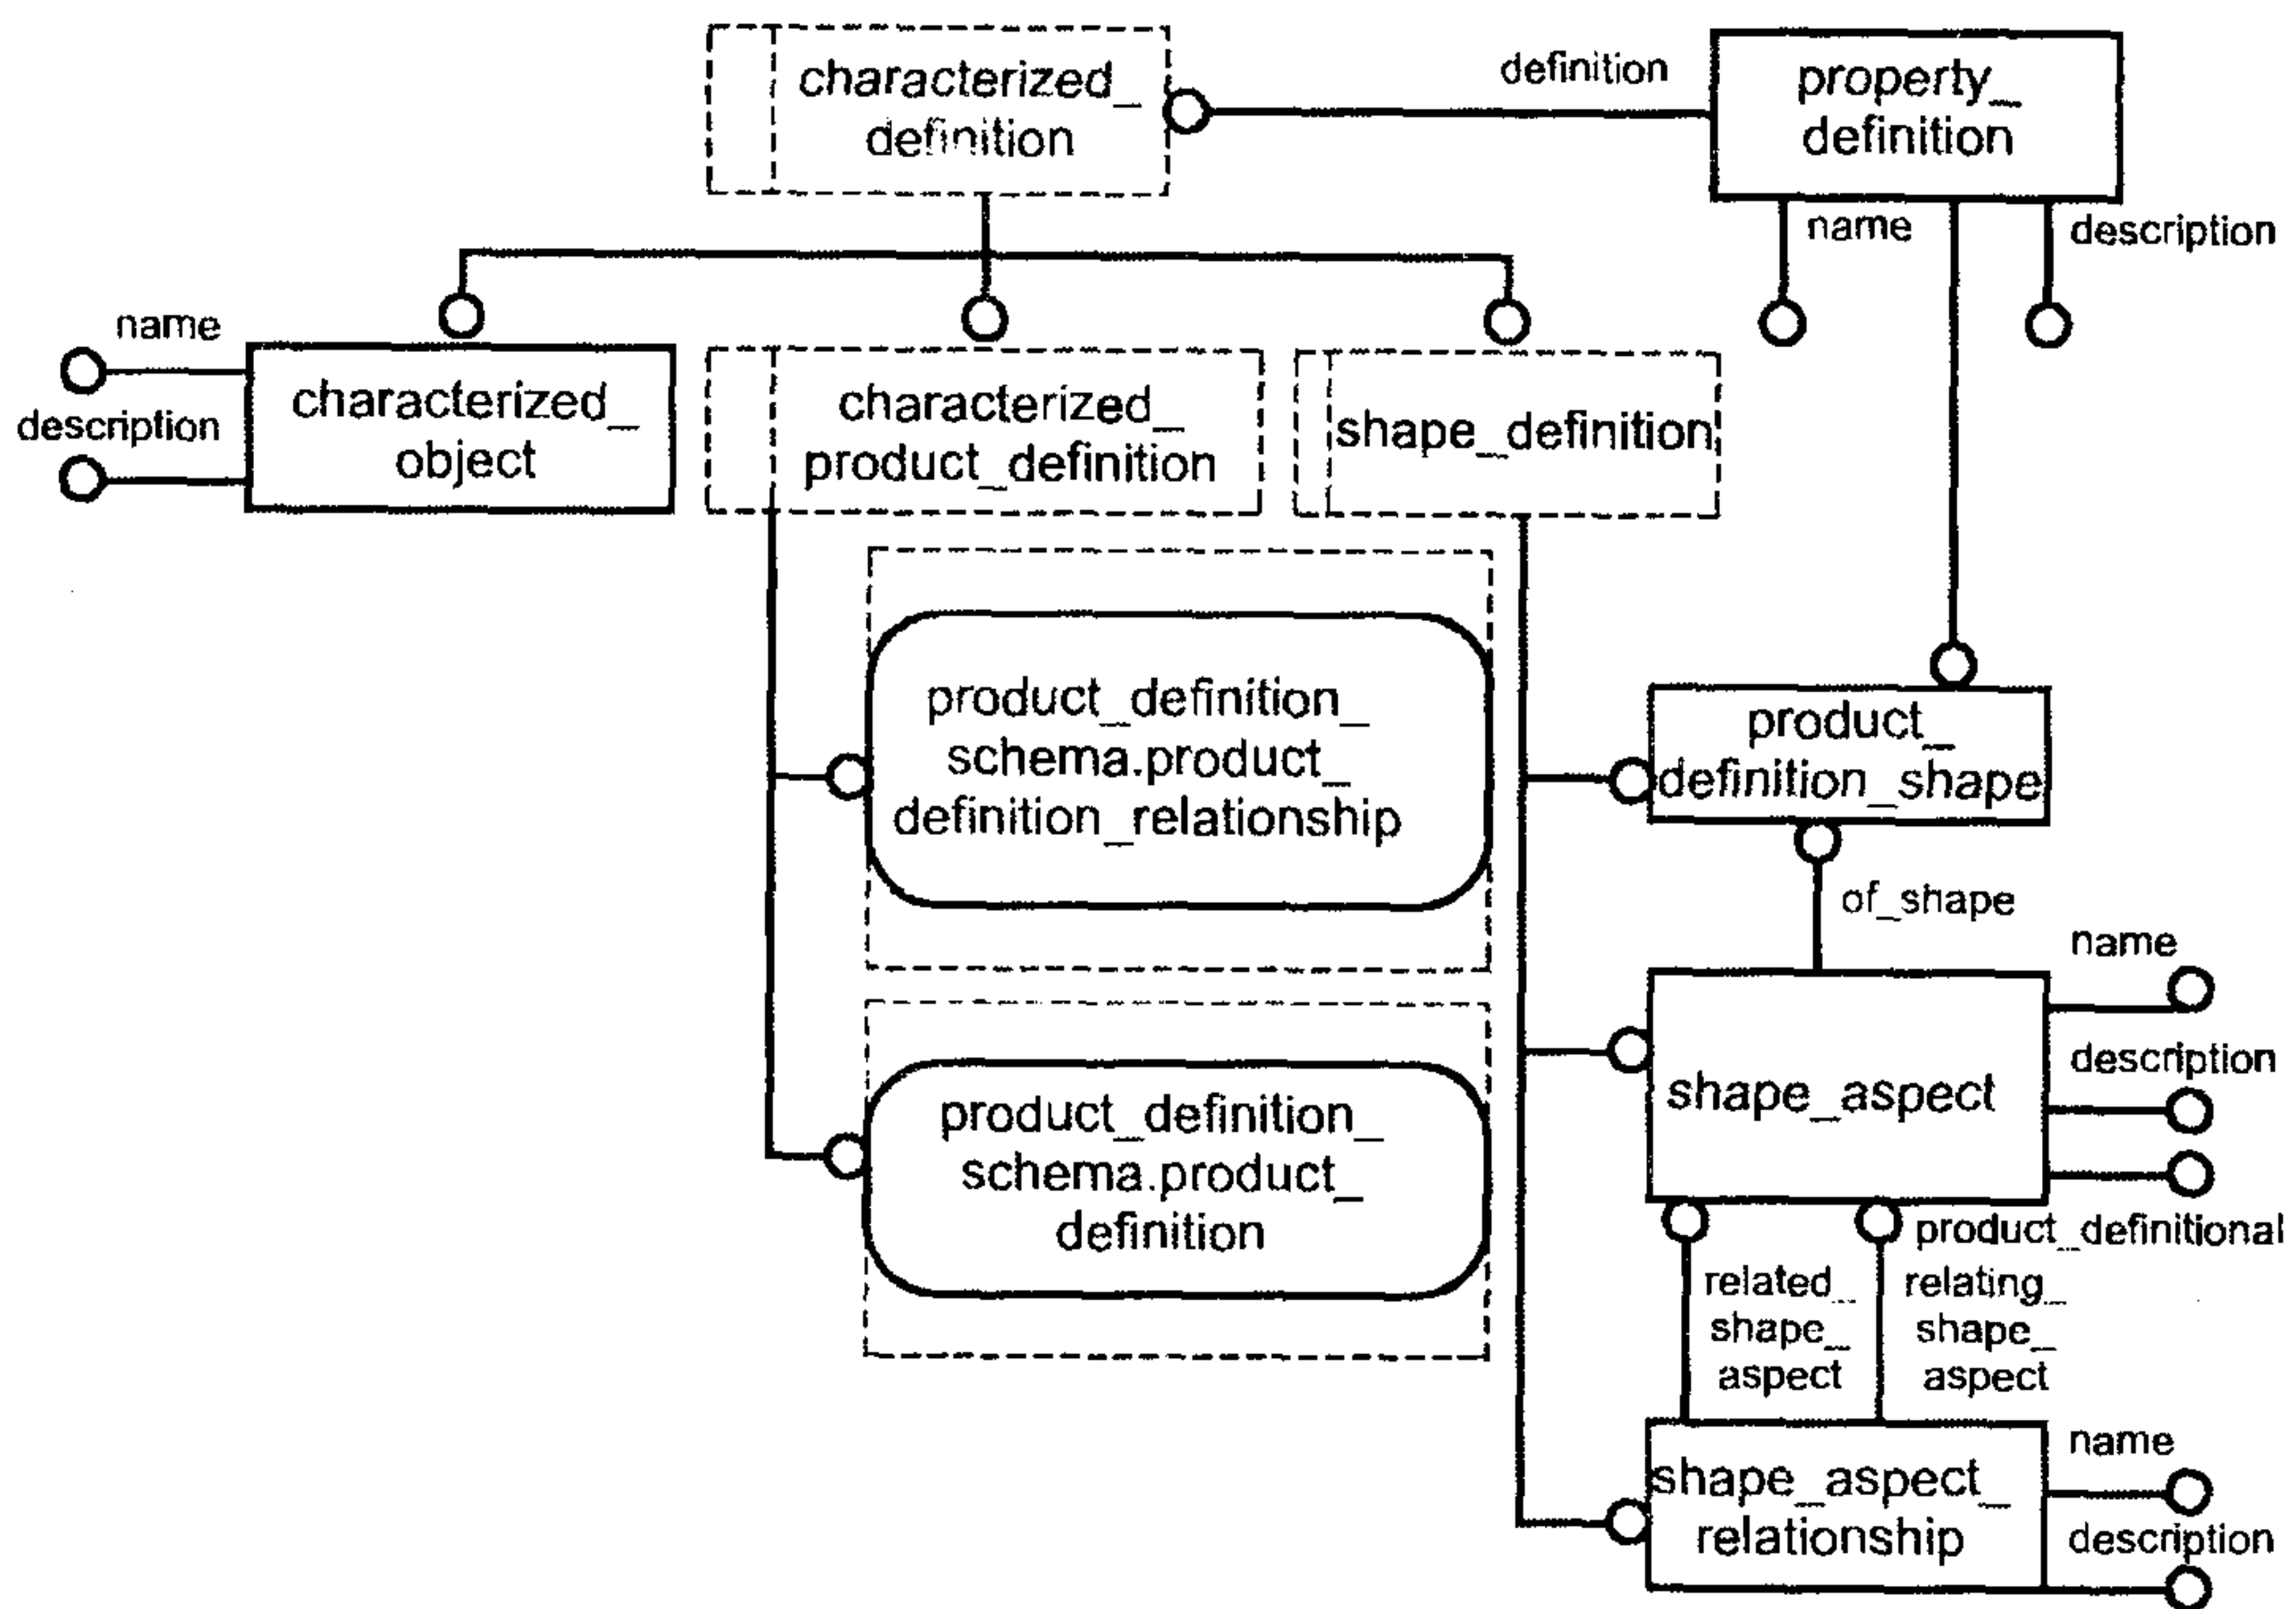 characterized_
definition
definition
property_
definition
name
description
name
description
characterized_
object
characterized_
product_definition
shape_definition
product_definition_
schema.product_
definition_relationship
product_
definition_shape
of_shape
name
description
shape_aspect
product_definitional
product_definition_
schema.product_
definition
related_
shape_
aspect
relating_
shape_
aspect
name
description
shape_aspect_
relationship